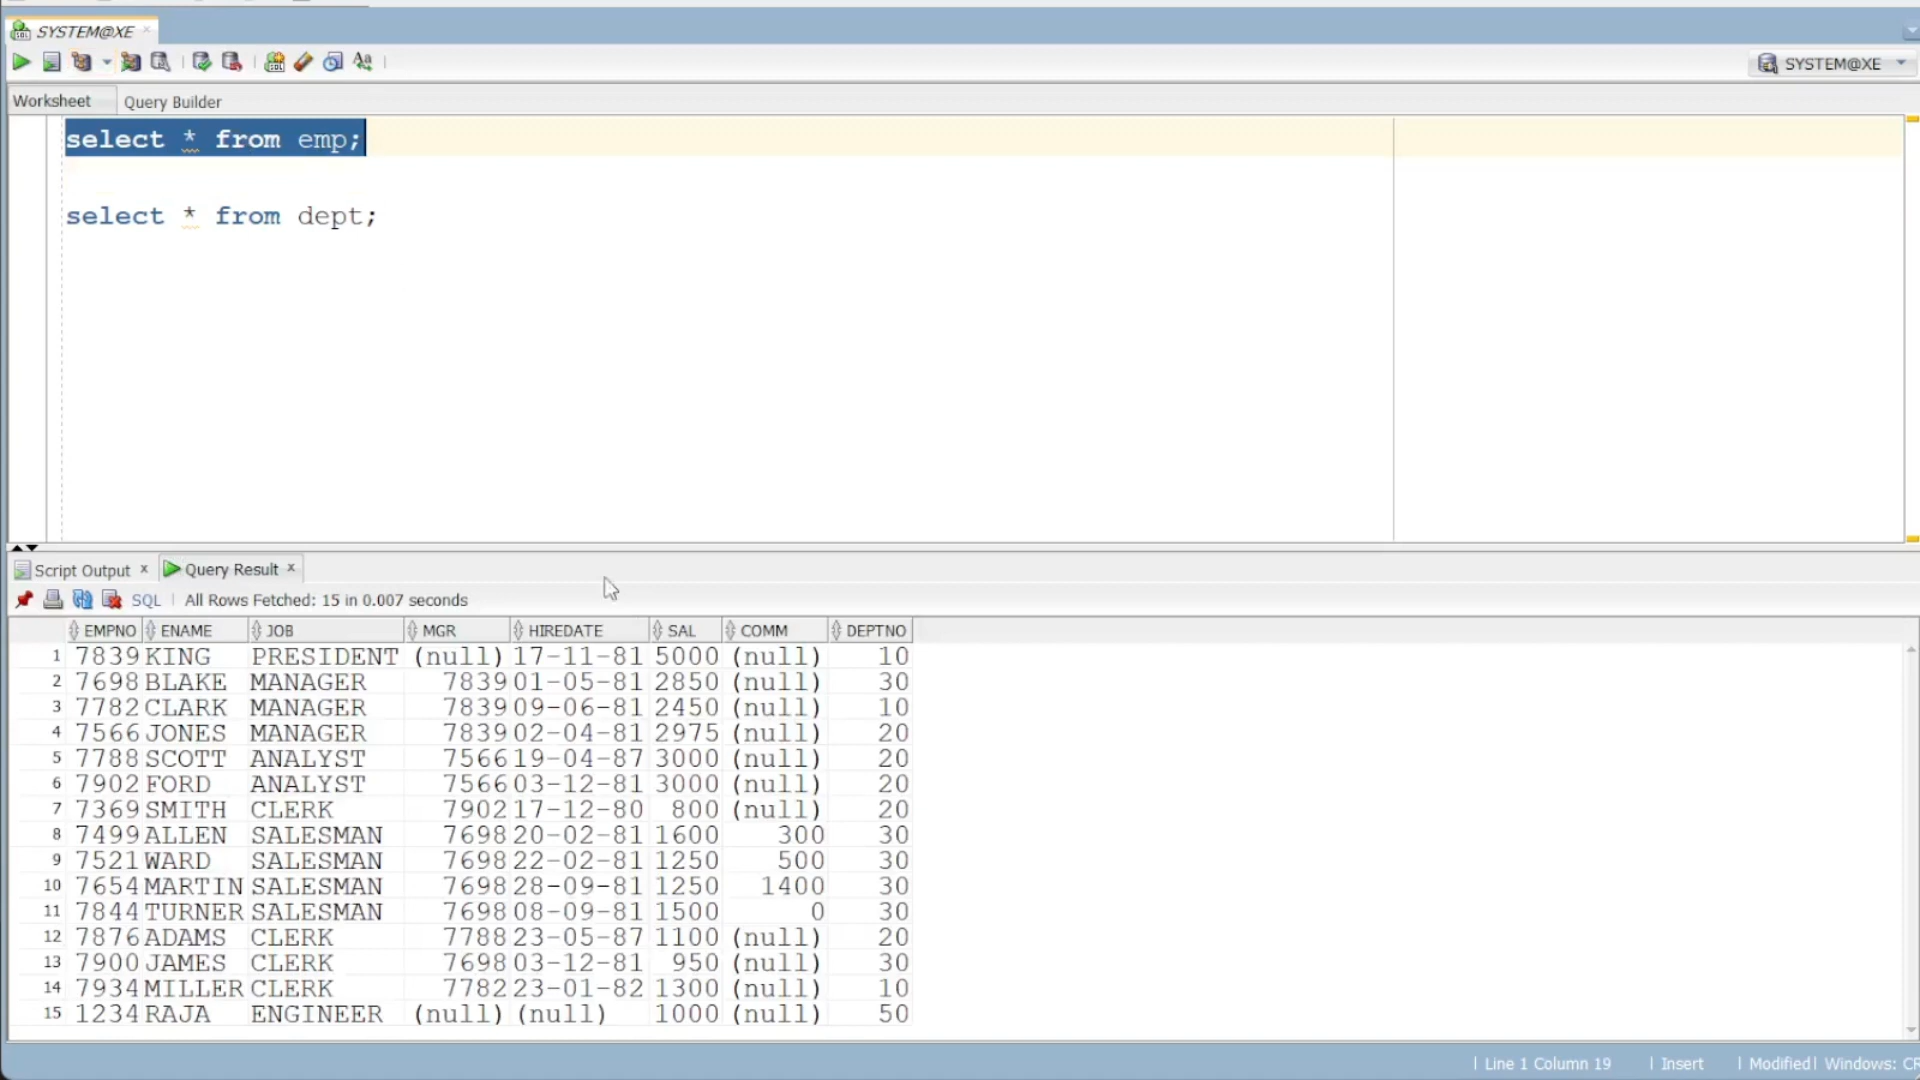 SYSTEM@XE
SYSTEM@XE
Worksheet Query Builder
select * from emp;
select * from dept;
Script Output Query Result
SQL All Rows Fetched: 15 in 0.007 seconds
EMPNO ENAME JOB MGR HIREDATE SAL COMM DEPTNO
1 7839 KING PRESIDENT (null) 17-11-81 5000 (null) 10
2 7698 BLAKE MANAGER 7839 01-05-81 2850 (null) 30
3 7782 CLARK MANAGER 7839 09-06-81 2450 (null) 10
4 7566 JONES MANAGER 7839 02-04-81 2975 (null) 20
5 7788 SCOTT ANALYST 7566 19-04-87 3000 (null) 20
6 7902 FORD ANALYST 7566 03-12-81 3000 (null) 20
7 7369 SMITH CLERK 7902 17-12-80 800 (null) 20
8 7499 ALLEN SALESMAN 7698 20-02-81 1600 300 30
9 7521 WARD SALESMAN 7698 22-02-81 1250 500 30
10 7654 MARTIN SALESMAN 7698 28-09-81 1250 1400 30
11 7844 TURNER SALESMAN 7698 08-09-81 1500 0 30
12 7876 ADAMS CLERK 7788 23-05-87 1100 (null) 20
13 7900 JAMES CLERK 7698 03-12-81 950 (null) 30
14 7934 MILLER CLERK 7782 23-01-82 1300 (null) 10
15 1234 RAJA ENGINEER (null) (null) 1000 (null) 50
Line 1 Column 19 Insert Modified Windows: CR